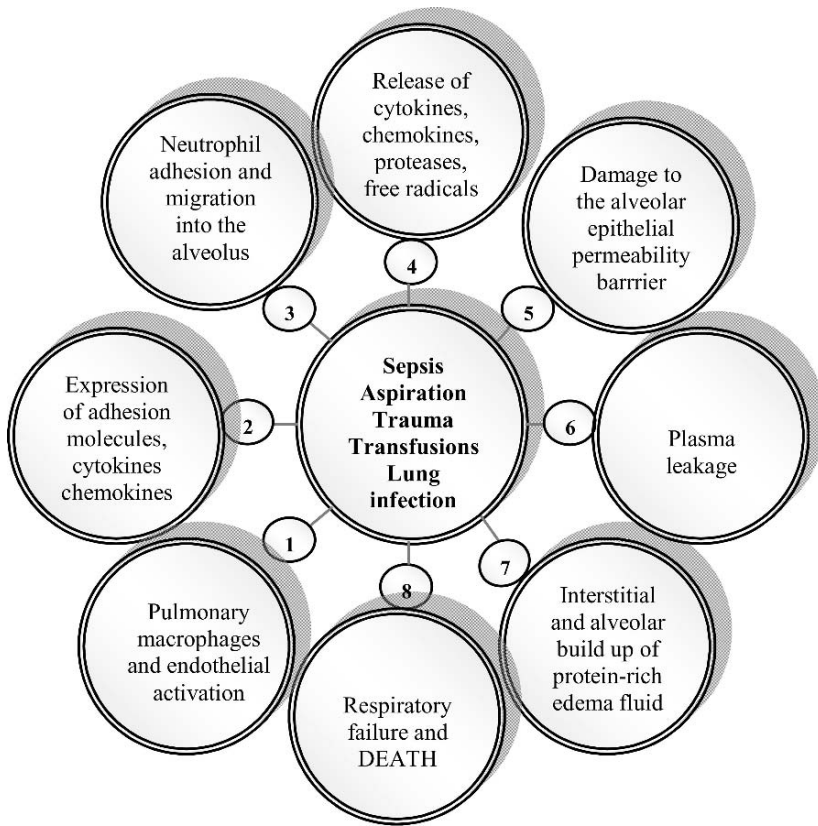 Release of
cytokines,
chemokines,
proteases,
free radicals
Neutrophil
adhesion and
migration
into the
alveolus
Damage to
the alveolar
epithelial
permeability
barrrier
4
3
5
Expression
of adhesion
molecules,
cytokines
chemokines
2
Sepsis
Aspiration
Trauma
Transfusions
Lung
infection
6
Plasma
leakage
1
7
8
Pulmonary
macrophages
and endothelial
activation
Interstitial
and alveolar
build up of
protein-rich
edema fluid
Respiratory
failure and
DEATH